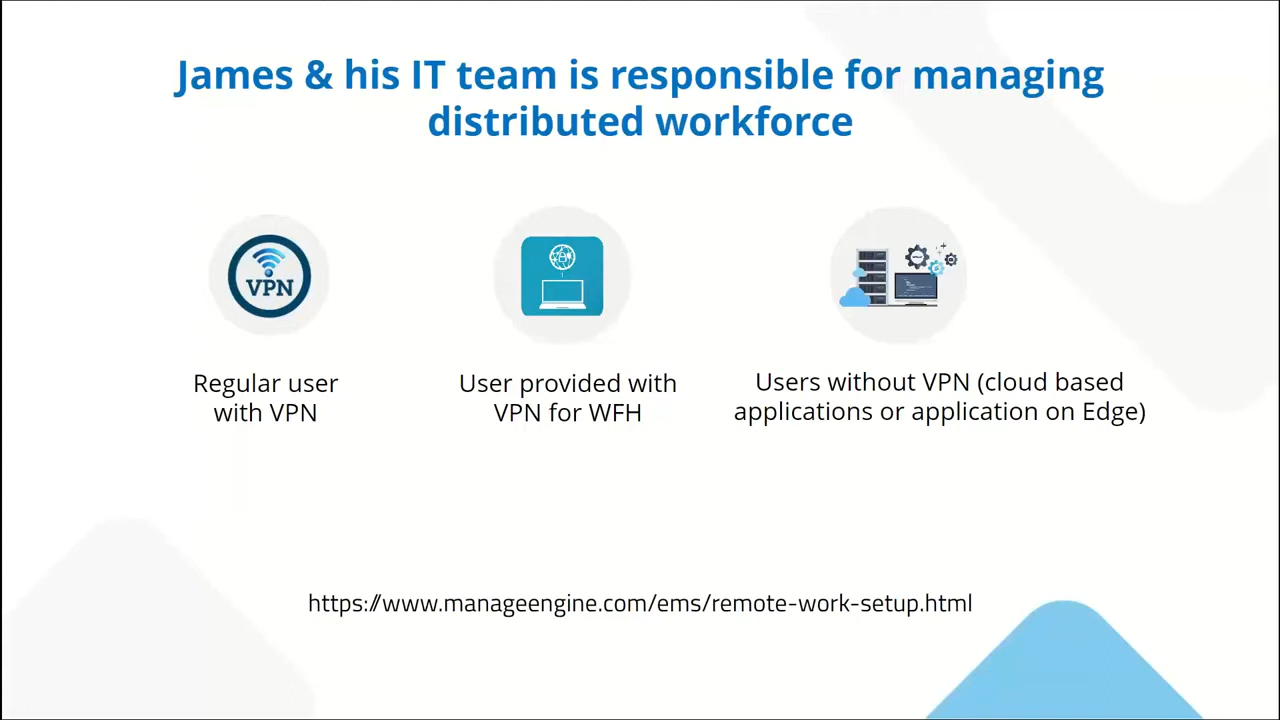 James & his IT team is responsible for managing
distributed workforce
VPN
Regular user
with VPN
User provided with
VPN for WFH
Users without VPN (cloud based
applications or application on Edge)
https://www.manageengine.com/ems/remote-work-setup.html